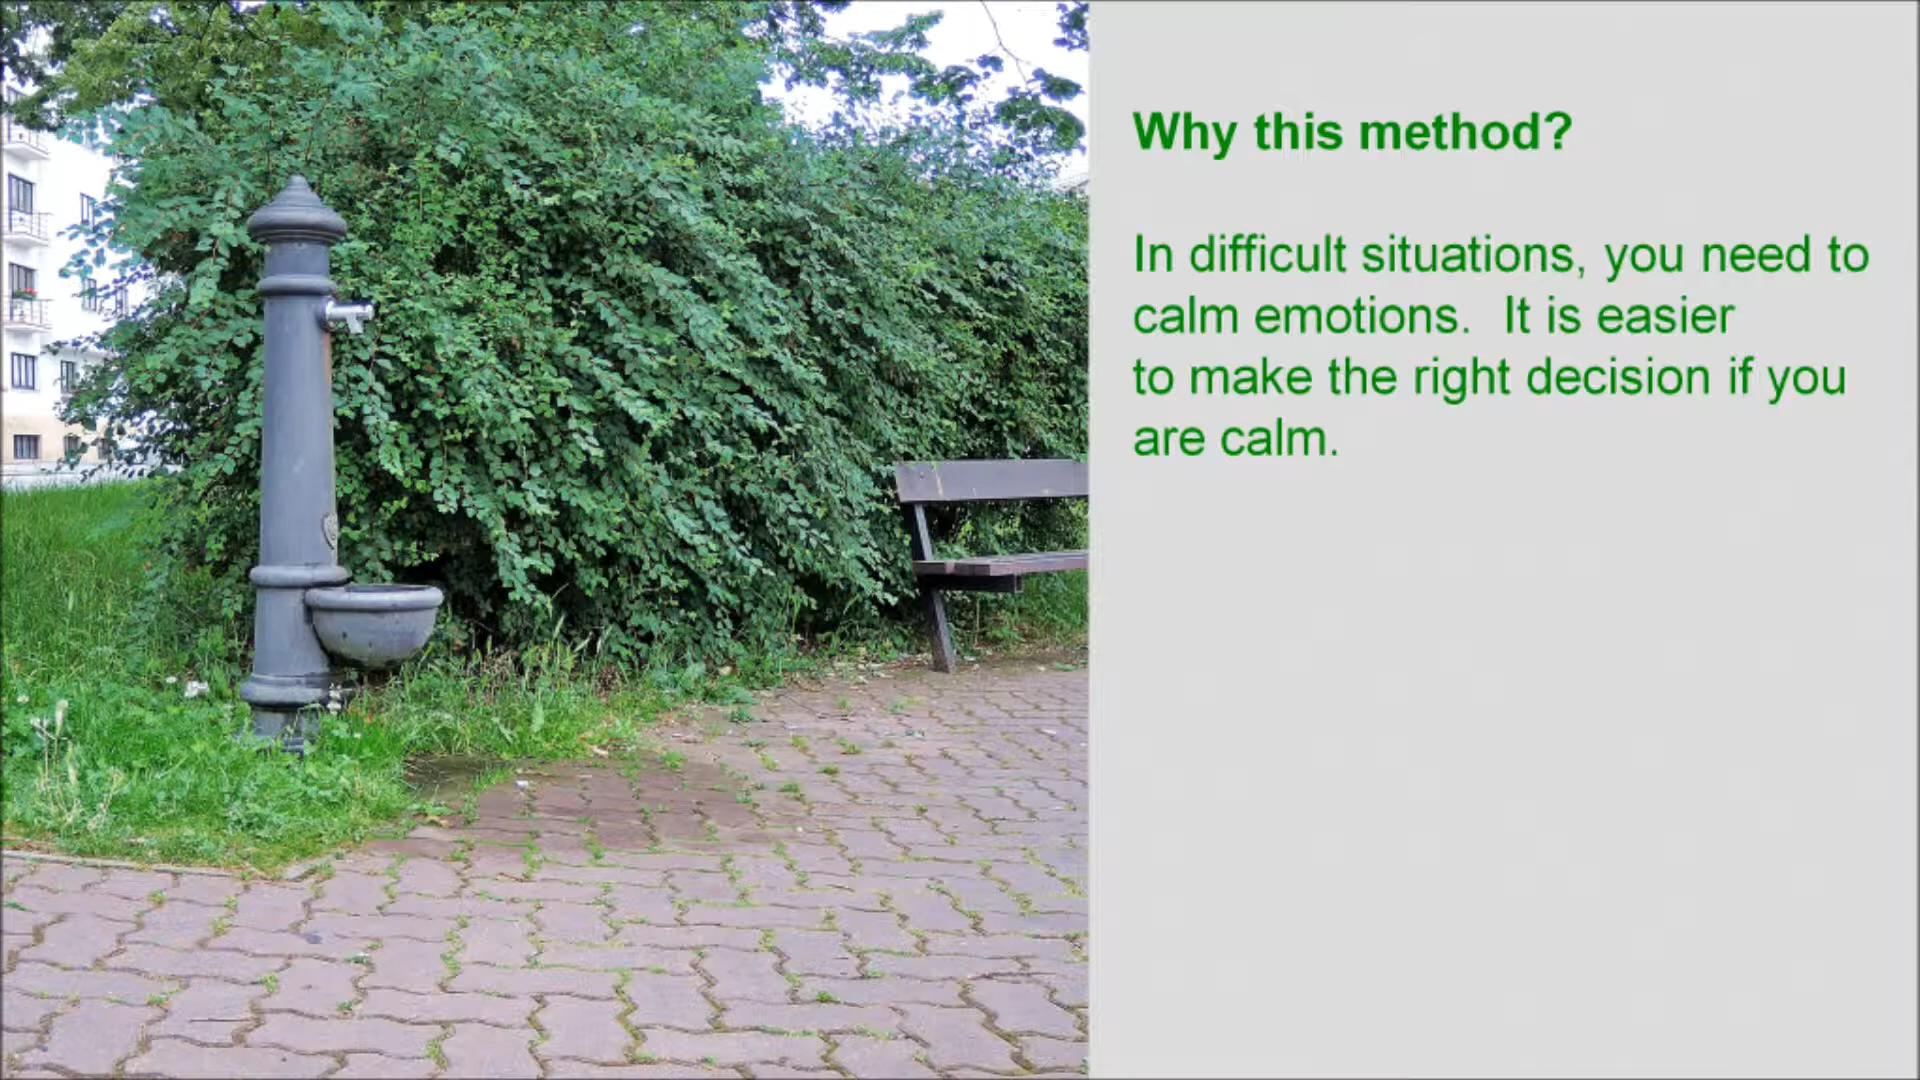 Why this method?
In difficult situations, you need to
calm emotions.  It is easier
to make the right decision if you
are calm.